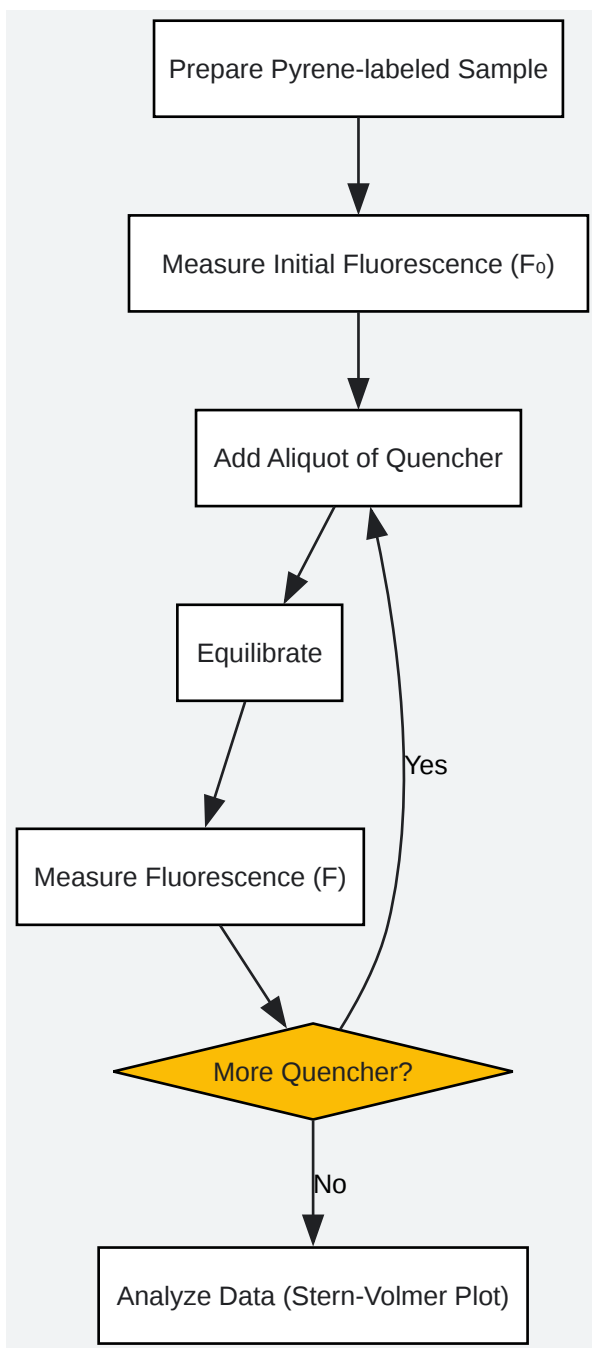 Prepare Pyrene-labeled Sample
Measure Initial Fluorescence (F₀)
Add Aliquot of Quencher
Equilibrate
Yes
Measure Fluorescence (F)
More Quencher?
No
Analyze Data (Stern-Volmer Plot)